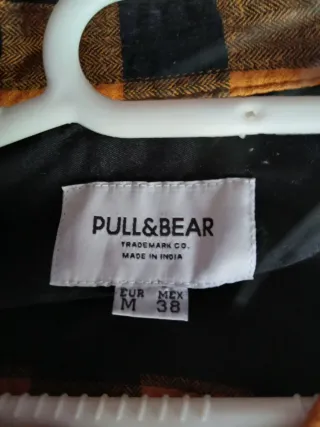 PULL&BEAR
TRADEMARK CO.
MADE IN INDIA
EUR MEX
M 38